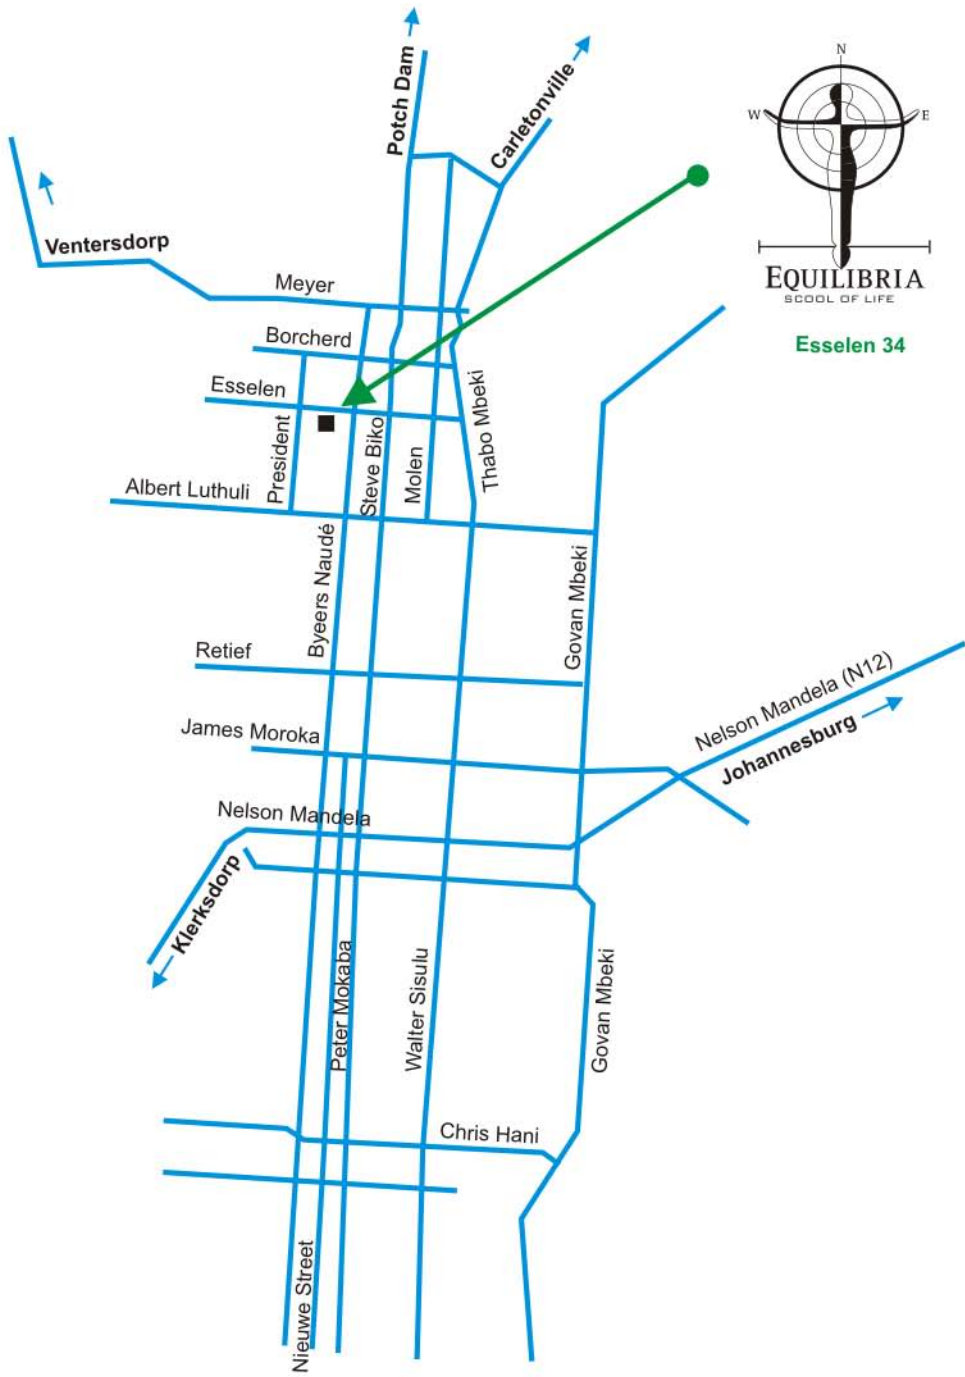 Potch Dam
Carletonville
N
W
E
EQUILIBRIA
SCOOL OF LIFE
Esselen 34
Ventersdorp
Meyer
Borcherd
Esselen
President
Steve Biko
Molen
Thabo Mbeki
Albert Luthuli
Byeers Naudé
Govan Mbeki
Retief
James Moroka
Nelson Mandela (N12)
Johannesburg
Nelson Mandela
Klerksdorp
Peter Mokaba
Walter Sisulu
Govan Mbeki
Chris Hani
Nieuwe Street